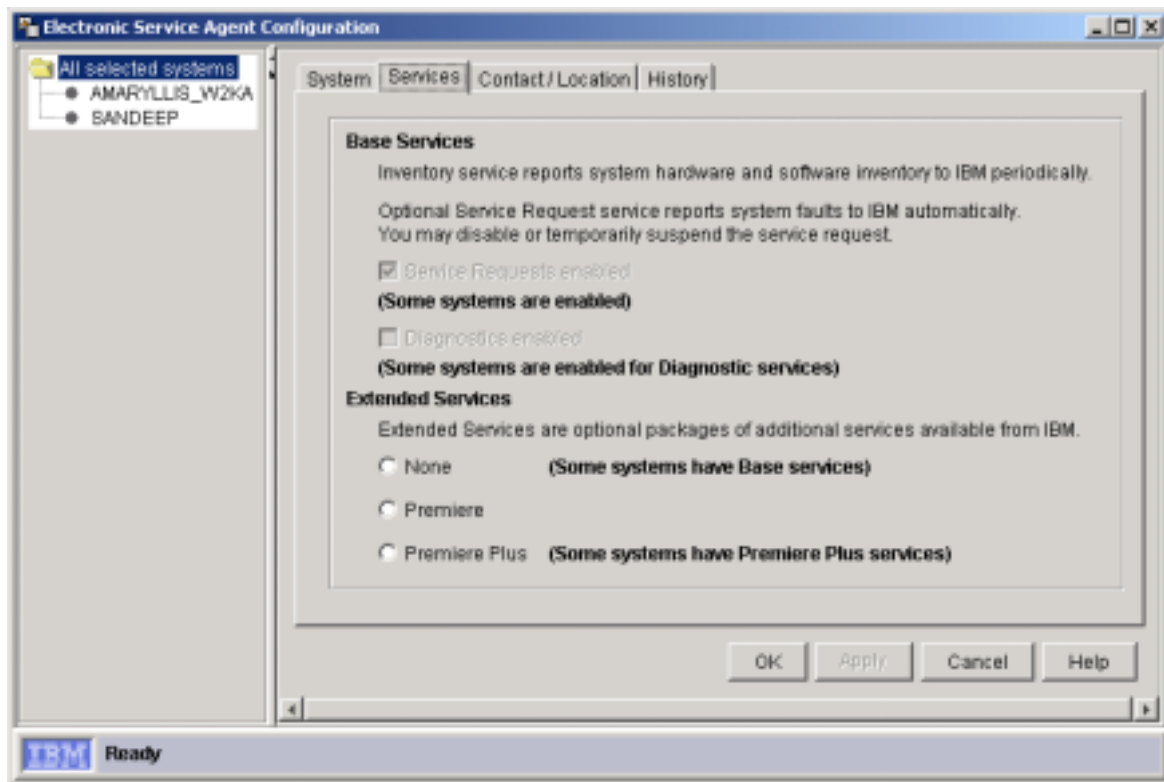 Electronic Service Agent Configuration
All selected systems
AMARYLLIS_W2KA
SANDEEP
System Services Contact / Location History
Base Services
Inventory service reports system hardware and software inventory to IBM periodically.
Optional Service Request service reports system faults to IBM automatically.
You may disable or temporarily suspend the service request.
Service Requests enabled
(Some systems are enabled)
Diagnostics enabled
(Some systems are enabled for Diagnostic services)
Extended Services
Extended Services are optional packages of additional services available from IBM.
None (Some systems have Base services)
Premiere
Premiere Plus (Some systems have Premiere Plus services)
OK Apply Cancel Help
IBM Ready